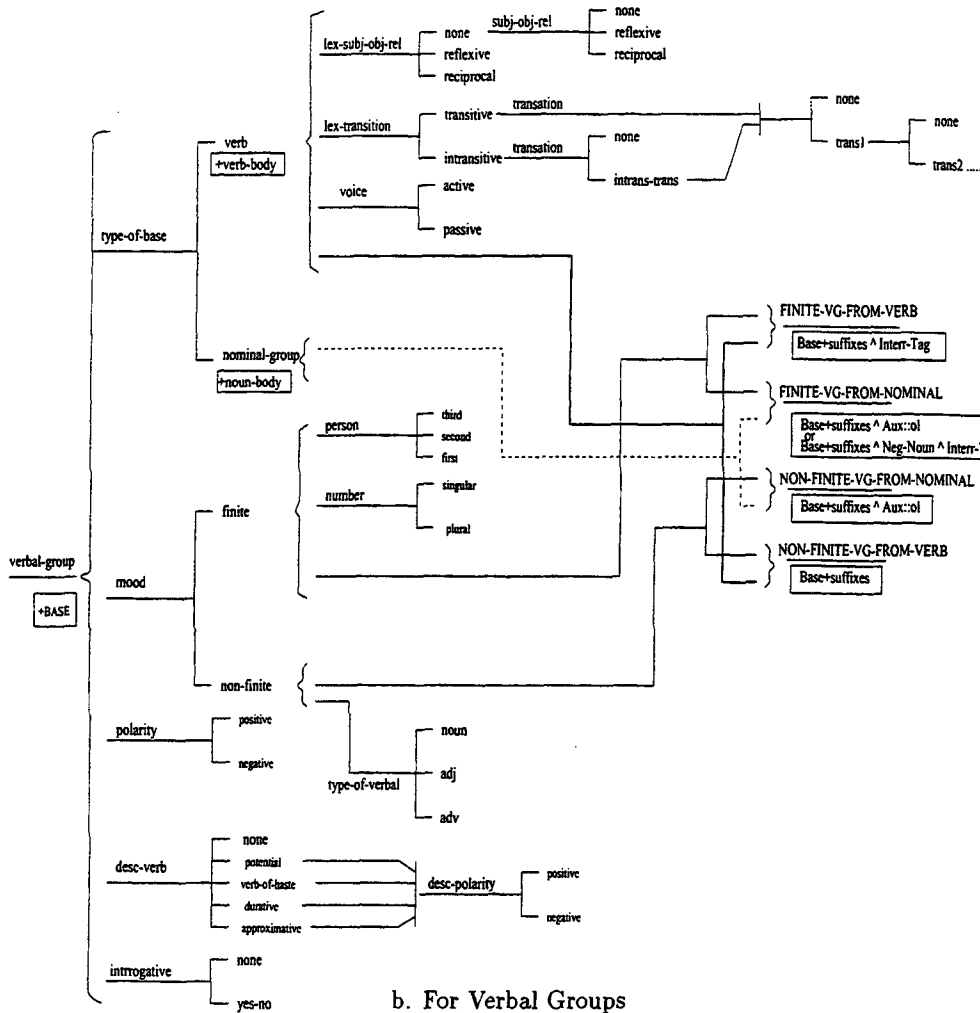 verbal-group
+BASE
type-of-base
verb
+verb-body
lex-subj-obj-rel
none
reflexive
reciprocal
subj-obj-rel
none
reflexive
reciprocal
lex-transition
transitive
intransitive
transation
transation
none
intrans-trans
none
trans1
none
trans2 .....
voice
active
passive
nominal-group
+noun-body
mood
finite
person
third
second
first
number
singular
plural
non-finite
type-of-verbal
noun
adj
adv
FINITE-VG-FROM-VERB
Base+suffixes ^ Interr-Tag
FINITE-VG-FROM-NOMINAL
Base+suffixes ^ Aux::ol
or
Base+suffixes ^ Neg-Noun ^ Interr-
NON-FINITE-VG-FROM-NOMINAL
Base+suffixes ^ Aux::ol
NON-FINITE-VG-FROM-VERB
Base+suffixes
polarity
positive
negative
desc-verb
none
potential
verb-of-haste
durative
approximative
desc-polarity
positive
negative
intrrogative
none
yes-no
b. For Verbal Groups